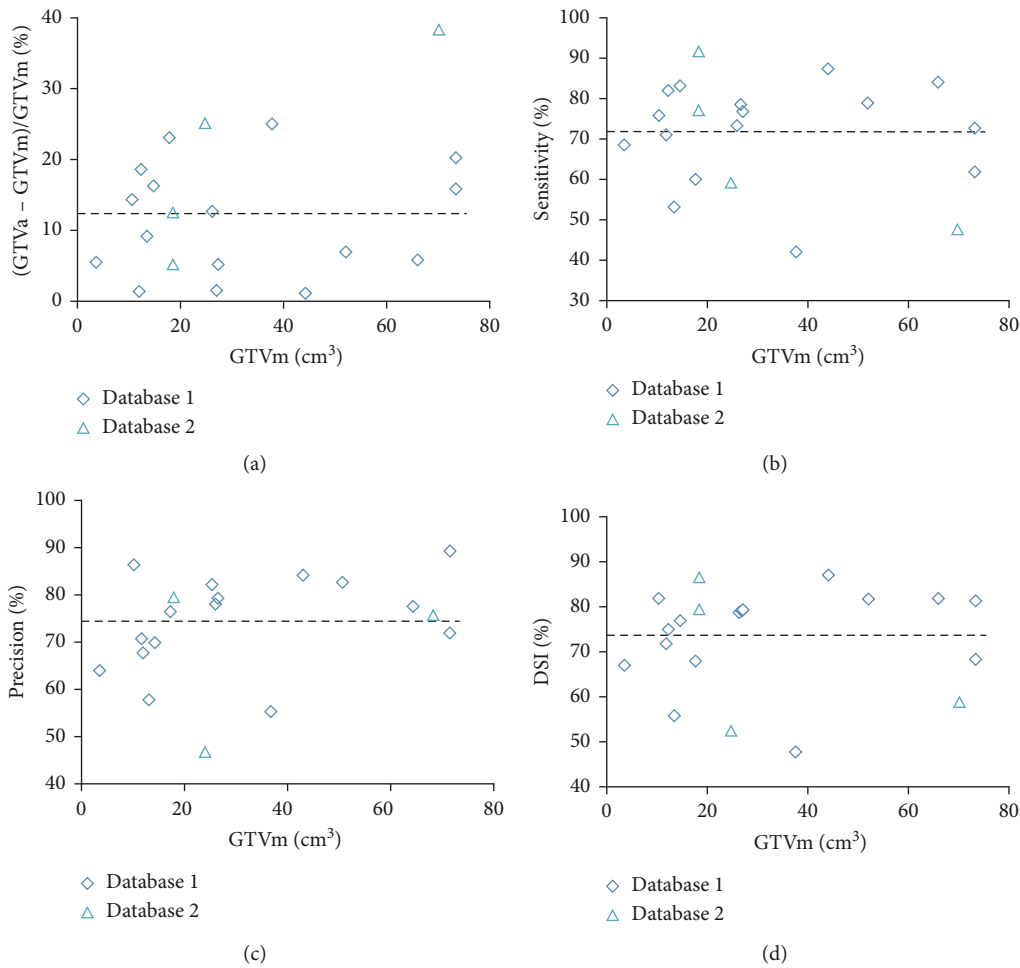 (GTVa – GTVm)/GTVm (%)
40
30
20
10
0
0 20 40 60 80
GTVm (cm³)
Database 1
Database 2
(a)
Sensitivity (%)
100
90
80
70
60
50
40
30
0 20 40 60 80
GTVm (cm³)
Database 1
Database 2
(b)
Precision (%)
100
90
80
70
60
50
40
0 20 40 60 80
GTVm (cm³)
Database 1
Database 2
(c)
DSI (%)
100
90
80
70
60
50
40
0 20 40 60 80
GTVm (cm³)
Database 1
Database 2
(d)